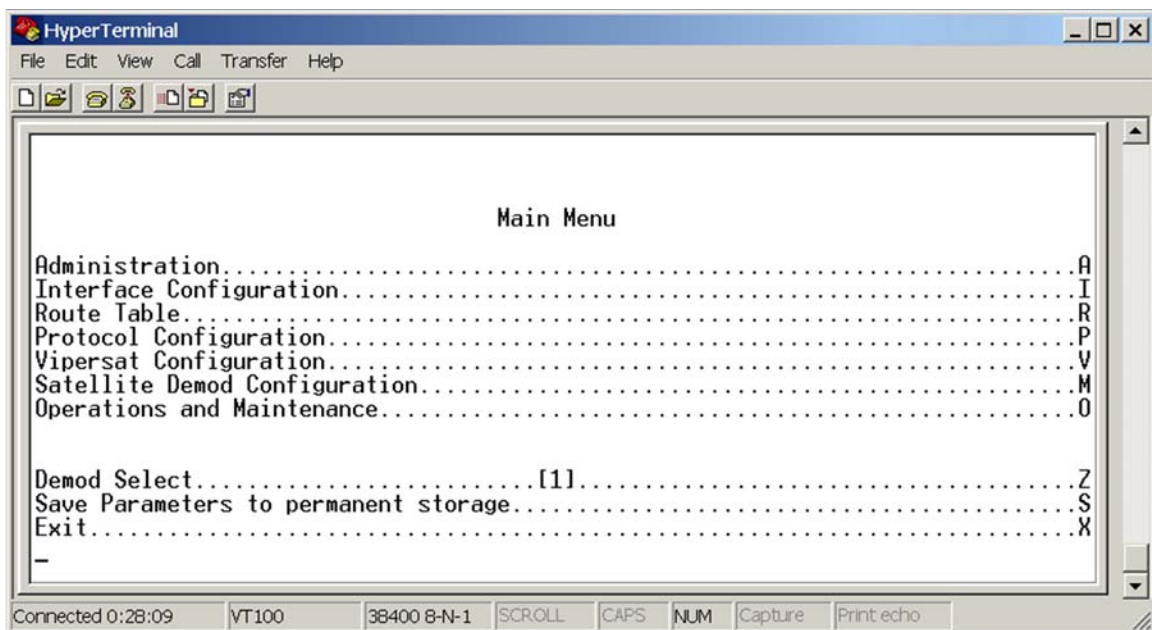 HyperTerminal
File Edit View Call Transfer Help
Main Menu
Administration.................................................................A
Interface Configuration........................................................I
Route Table....................................................................R
Protocol Configuration.........................................................P
Vipersat Configuration.........................................................V
Satellite Demod Configuration..................................................M
Operations and Maintenance.....................................................O
Demod Select..........................[1]......................................Z
Save Parameters to permanent storage...........................................S
Exit...........................................................................X
Connected 0:28:09 VT100 38400 8-N-1 SCROLL CAPS NUM Capture Print echo